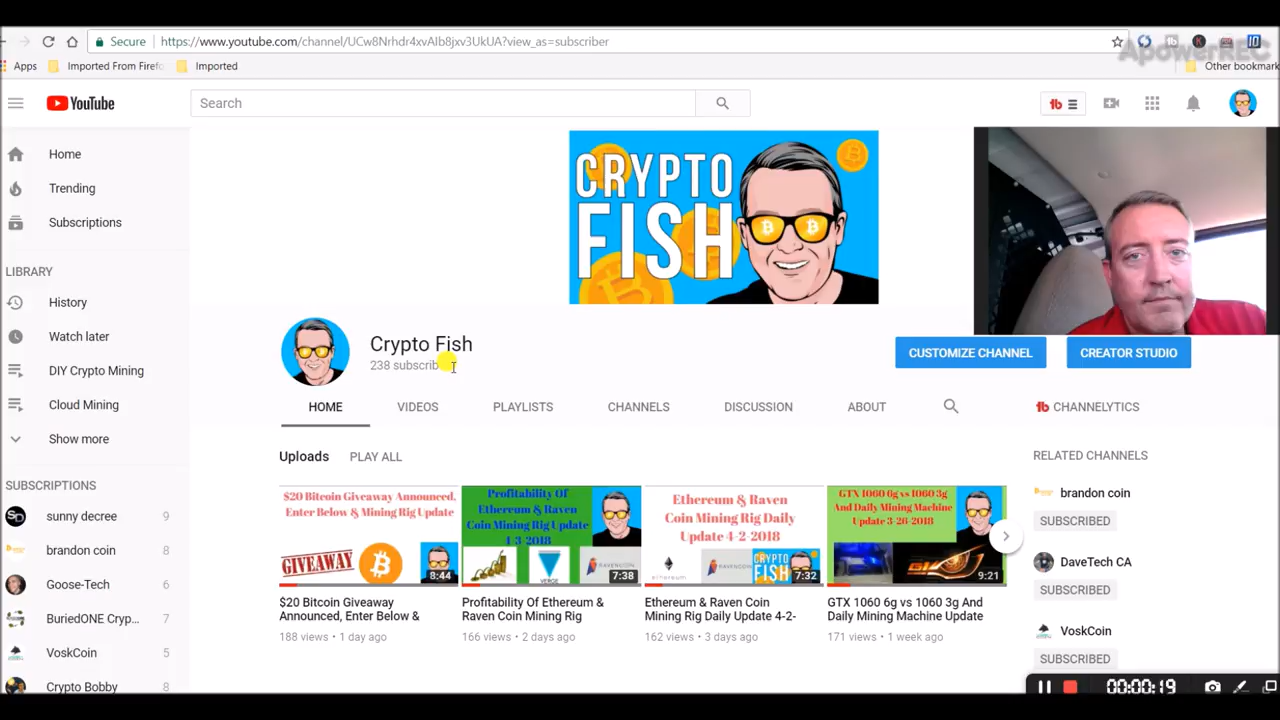 Secure
https://www.youtube.com/channel/UCw8Nrhdr4xvAlb8jxv3UkUA?view_as=subscriber
ApowerREC
Apps
Imported From Firefo
Imported
Other bookmark
YouTube
Search
Home
Trending
Subscriptions
LIBRARY
History
Watch later
DIY Crypto Mining
Cloud Mining
Show more
SUBSCRIPTIONS
sunny decree 9
brandon coin 8
Goose-Tech 6
BuriedONE Cryp... 7
VoskCoin 5
Crypto Bobby 8
CRYPTO
FISH
Crypto Fish
238 subscrib
CUSTOMIZE CHANNEL
CREATOR STUDIO
HOME
VIDEOS
PLAYLISTS
CHANNELS
DISCUSSION
ABOUT
CHANNELYTICS
Uploads
PLAY ALL
$20 Bitcoin Giveaway Announced,
Enter Below & Mining Rig Update
GIVEAWAY
8:44
$20 Bitcoin Giveaway
Announced, Enter Below &
188 views • 1 day ago
Profitability Of
Ethereum & Raven
Coin Mining Rig Update
4-3-2018
VERGE
RAVENCOIN
7:38
Profitability Of Ethereum &
Raven Coin Mining Rig
166 views • 2 days ago
Ethereum & Raven
Coin Mining Rig Daily
Update 4-2-2018
ethereum
RAVENCOIN
CRYPTO
FISH
7:32
Ethereum & Raven Coin
Mining Rig Daily Update 4-2-
162 views • 3 days ago
GTX 1060 6g vs 1060 3g
And Daily Mining Machine
Update 3-26-2018
9:21
GTX 1060 6g vs 1060 3g And
Daily Mining Machine Update
171 views • 1 week ago
RELATED CHANNELS
brandon coin
SUBSCRIBED
DaveTech CA
SUBSCRIBED
VoskCoin
SUBSCRIBED
00:00:19